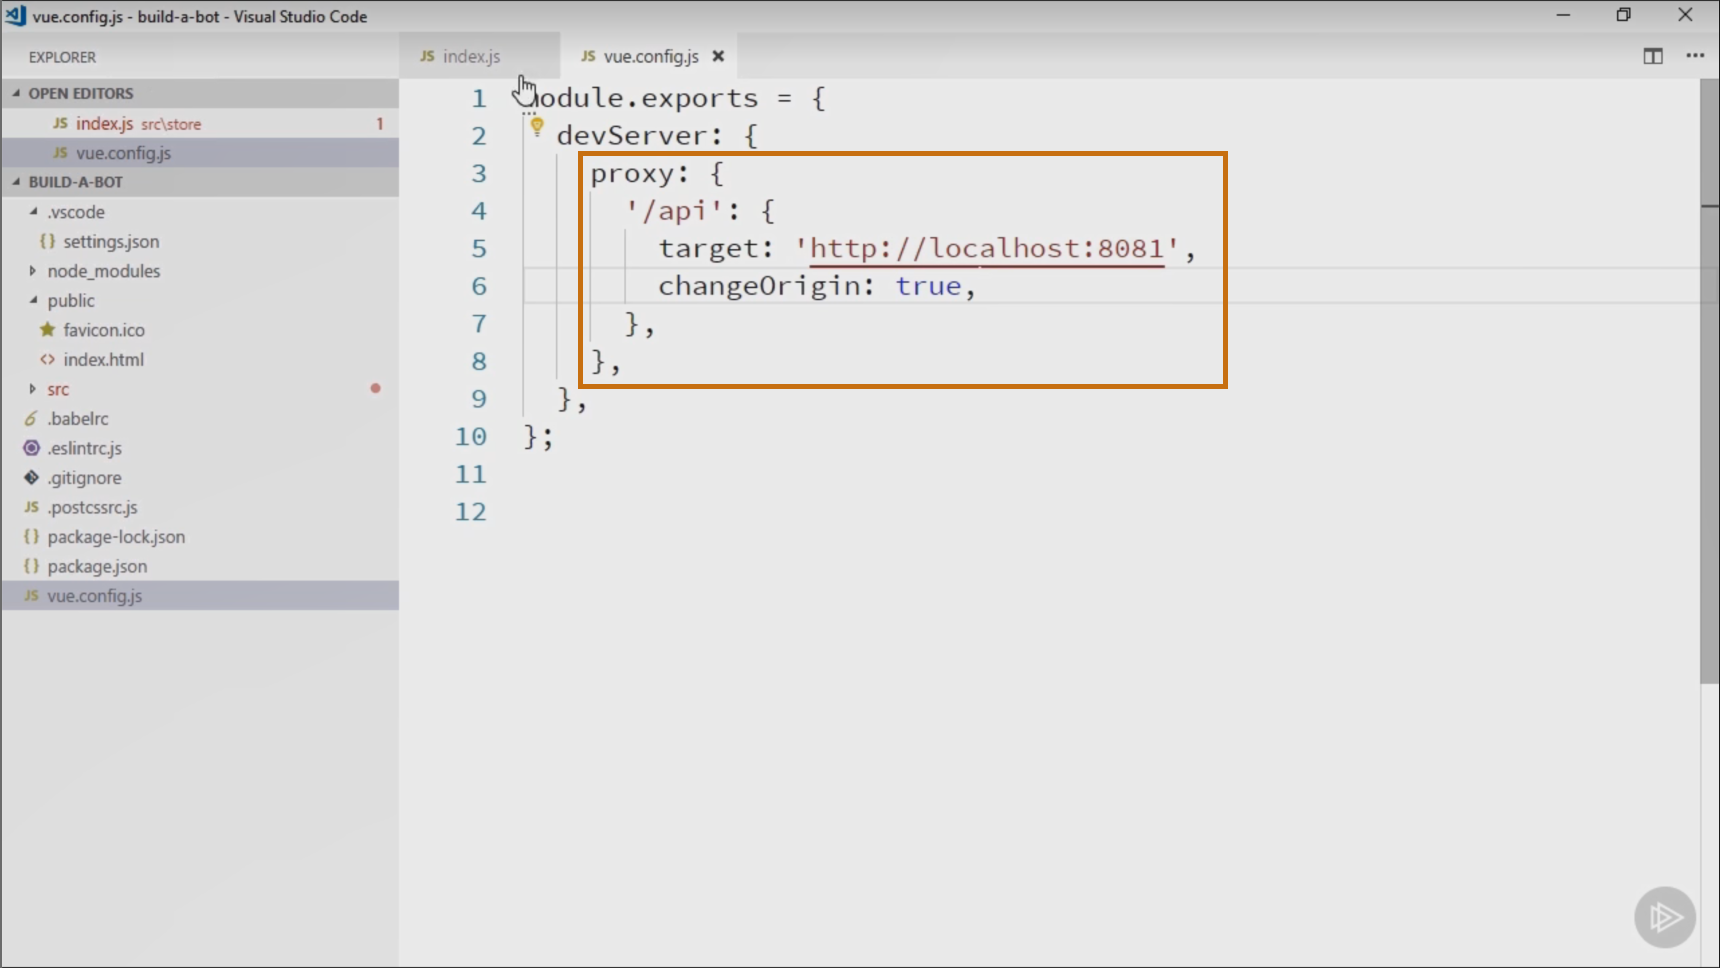 vue.config.js - build-a-bot - Visual Studio Code
EXPLORER
OPEN EDITORS
JS index.js src\store 1
JS vue.config.js
BUILD-A-BOT
.vscode
{} settings.json
node_modules
public
favicon.ico
<> index.html
src
.babelrc
.eslintrc.js
.gitignore
JS .postcssrc.js
{} package-lock.json
{} package.json
JS vue.config.js
JS index.js
JS vue.config.js
1 module.exports = {
2 devServer: {
3 proxy: {
4 '/api': {
5 target: 'http://localhost:8081',
6 changeOrigin: true,
7 },
8 },
9 },
10 };
11
12